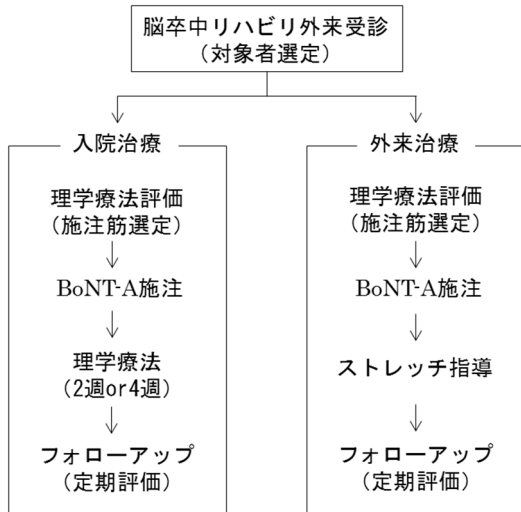 脳卒中リハビリ外来受診
(対象者選定)
入院治療
理学療法評価
(施注筋選定)
BoNT-A施注
理学療法
(2週or4週)
フォローアップ
(定期評価)
外来治療
理学療法評価
(施注筋選定)
BoNT-A施注
ストレッチ指導
フォローアップ
(定期評価)